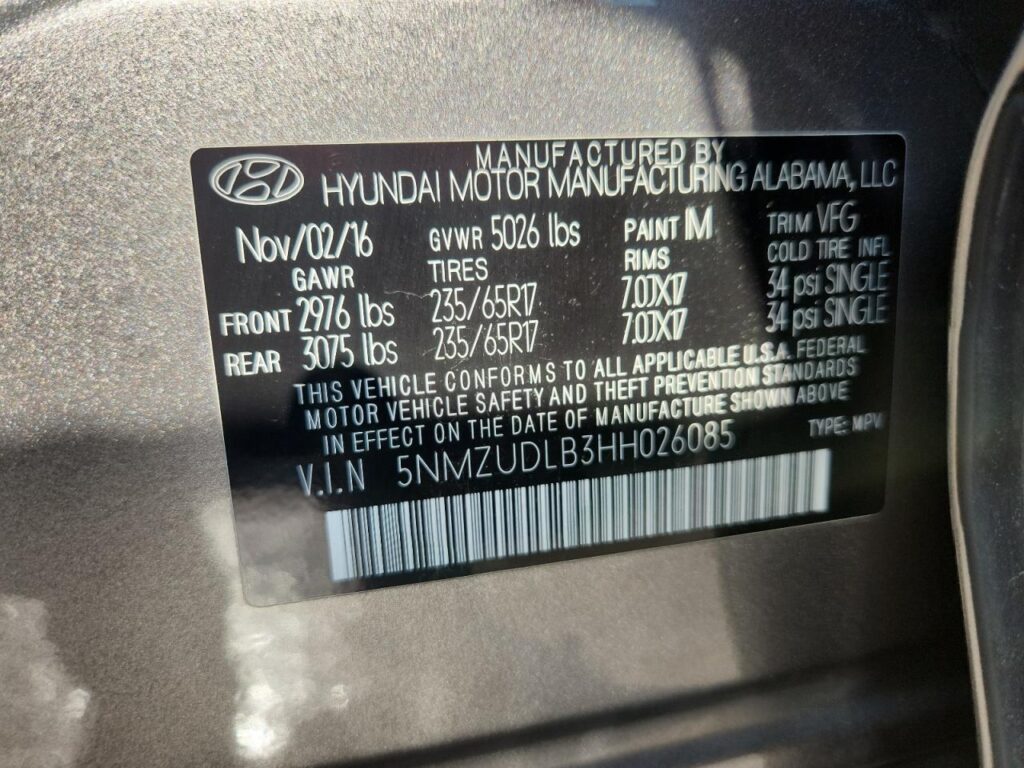 MANUFACTURED BY
HYUNDAI MOTOR MANUFACTURING ALABAMA, LLC
Nov/02/16 GVWR 5026 lbs PAINT M TRIM VFG
GAWR TIRES RIMS COLD TIRE INFL
FRONT 2976 lbs 235/65R17 7.0JX17 34 psi SINGLE
REAR 3075 lbs 235/65R17 7.0JX17 34 psi SINGLE
THIS VEHICLE CONFORMS TO ALL APPLICABLE U.S.A. FEDERAL
MOTOR VEHICLE SAFETY AND THEFT PREVENTION STANDARDS
IN EFFECT ON THE DATE OF MANUFACTURE SHOWN ABOVE
V.I.N 5NMZUDLB3HH026085 TYPE: MPV